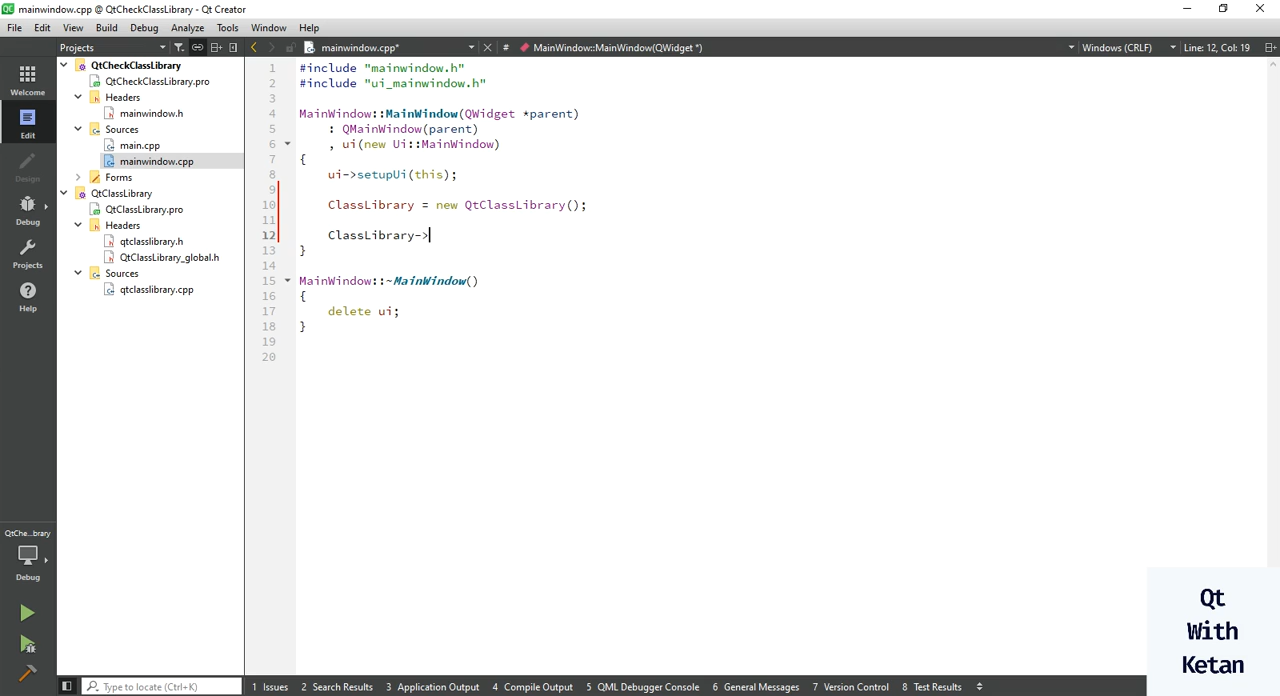 mainwindow.cpp @ QtCheckClassLibrary - Qt Creator
File Edit View Build Debug Analyze Tools Window Help
Projects mainwindow.cpp* # MainWindow::MainWindow(QWidget *) Windows (CRLF) Line: 12, Col: 19
Welcome
Edit
Design
Debug
Projects
Help
QtChe...brary
Debug
QtCheckClassLibrary
QtCheckClassLibrary.pro
Headers
mainwindow.h
Sources
main.cpp
mainwindow.cpp
Forms
QtClassLibrary
QtClassLibrary.pro
Headers
qtclasslibrary.h
QtClassLibrary_global.h
Sources
qtclasslibrary.cpp
1 #include "mainwindow.h"
2 #include "ui_mainwindow.h"
3
4 MainWindow::MainWindow(QWidget *parent)
5 : QMainWindow(parent)
6 , ui(new Ui::MainWindow)
7 {
8 ui->setupUi(this);
9
10 ClassLibrary = new QtClassLibrary();
11
12 ClassLibrary->
13 }
14
15 MainWindow::~MainWindow()
16 {
17 delete ui;
18 }
19
20
Type to locate (Ctrl+K) 1 Issues 2 Search Results 3 Application Output 4 Compile Output 5 QML Debugger Console 6 General Messages 7 Version Control 8 Test Results
Qt
With
Ketan